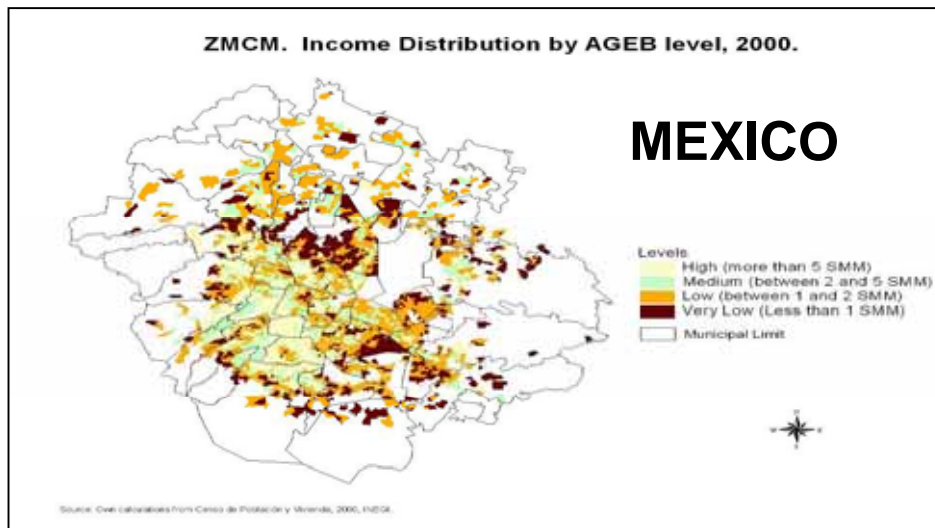 ZMCM. Income Distribution by AGEB level, 2000.
MEXICO
Levels
High (more than 5 SMM)
Medium (between 2 and 5 SMM)
Low (between 1 and 2 SMM)
Very Low (Less than 1 SMM)
Municipal Limit
Source: Own calculations from Censo de Población y Vivienda, 2000, INEGI.